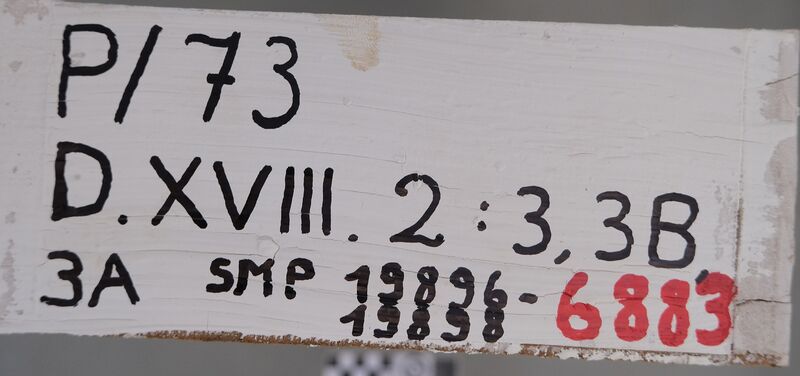 P/73
D.XVIII.2:3,3B
3A SMP 19896-6883
19898